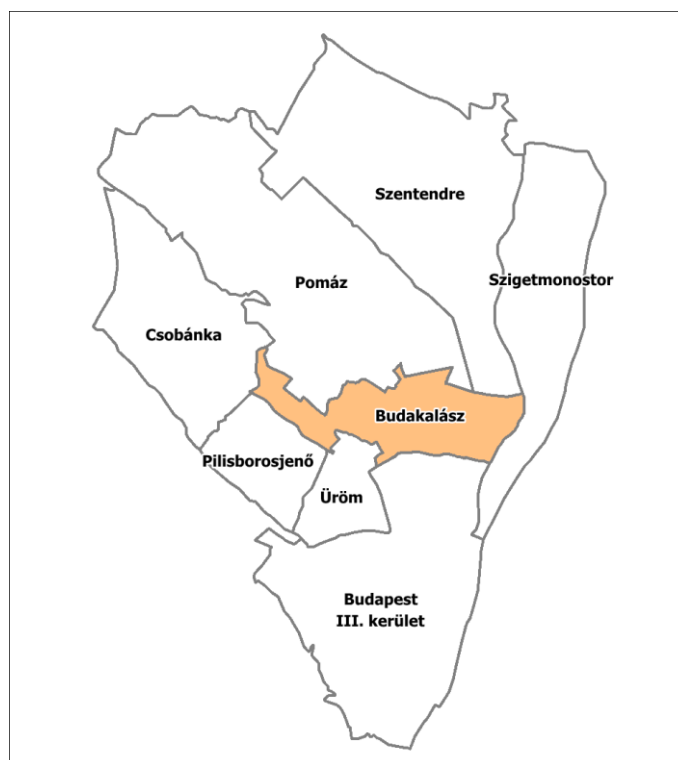 Szentendre
Szigetmonostor
Pomáz
Csobánka
Budakalász
Pilisborosjenő
Üröm
Budapest
III. kerület